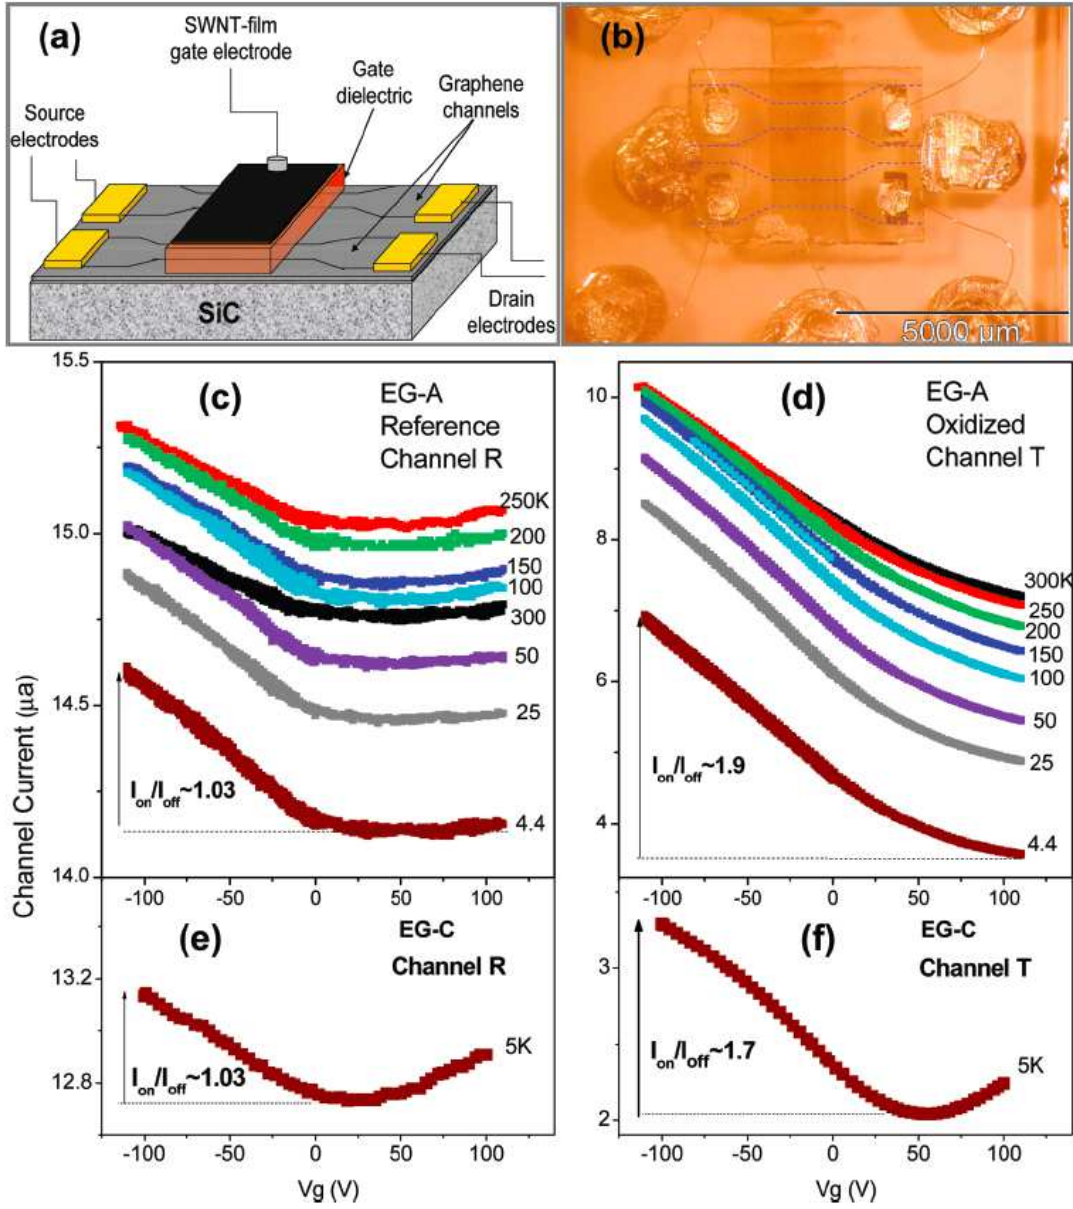 (a)
SWNT-film
gate electrode
Gate
dielectric
Graphene
channels
Source
electrodes
SiC
Drain
electrodes
(b)
5000 µm
Channel Current (µa)
15.5
15.0
14.5
14.0
(c)
EG-A
Reference
Channel R
250K
200
150
100
300
50
25
4.4
Ion/Ioff~1.03
-100 -50 0 50 100
10
8
6
4
(d)
EG-A
Oxidized
Channel T
300K
250
200
150
100
50
25
4.4
Ion/Ioff~1.9
-100 -50 0 50 100
13.2
12.8
(e)
EG-C
Channel R
5K
Ion/Ioff~1.03
-100 -50 0 50 100
Vg (V)
3
2
(f)
EG-C
Channel T
5K
Ion/Ioff~1.7
-100 -50 0 50 100
Vg (V)